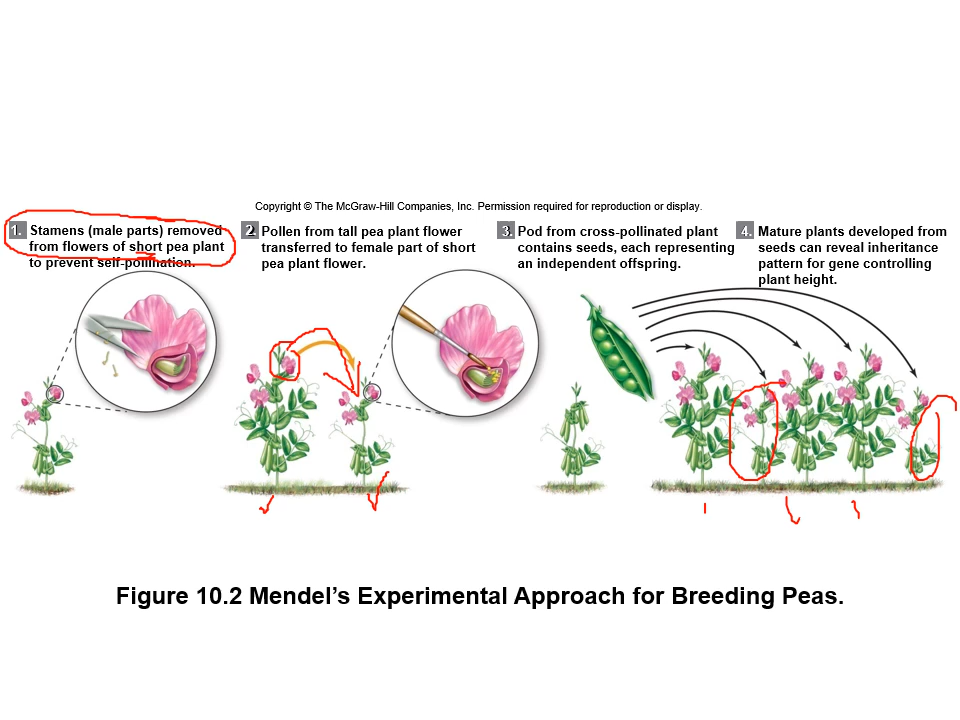 Copyright © The McGraw-Hill Companies, Inc. Permission required for reproduction or display.
1. Stamens (male parts) removed
from flowers of short pea plant
to prevent self-pollination.
2. Pollen from tall pea plant flower
transferred to female part of short
pea plant flower.
3. Pod from cross-pollinated plant
contains seeds, each representing
an independent offspring.
4. Mature plants developed from
seeds can reveal inheritance
pattern for gene controlling
plant height.
Figure 10.2 Mendel’s Experimental Approach for Breeding Peas.